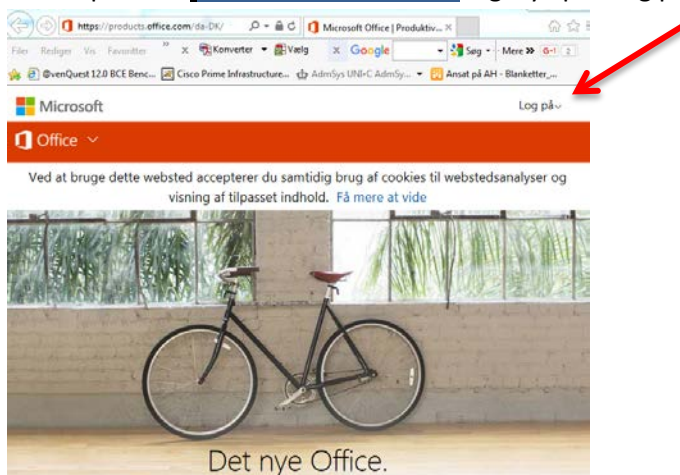 https://products.office.com/da-DK/ Microsoft Office | Produktiv...
Filer Rediger Vis Favoritter x Konverter Vælg x Google Søg Mere
@venQuest 12.0 BCE Benc... Cisco Prime Infrastructure... AdmSys UNI-C AdmSy... Ansat på AH - Blanketter_...
Microsoft Log på
Office
Ved at bruge dette websted accepterer du samtidig brug af cookies til webstedsanalyser og
visning af tilpasset indhold. Få mere at vide
Det nye Office.